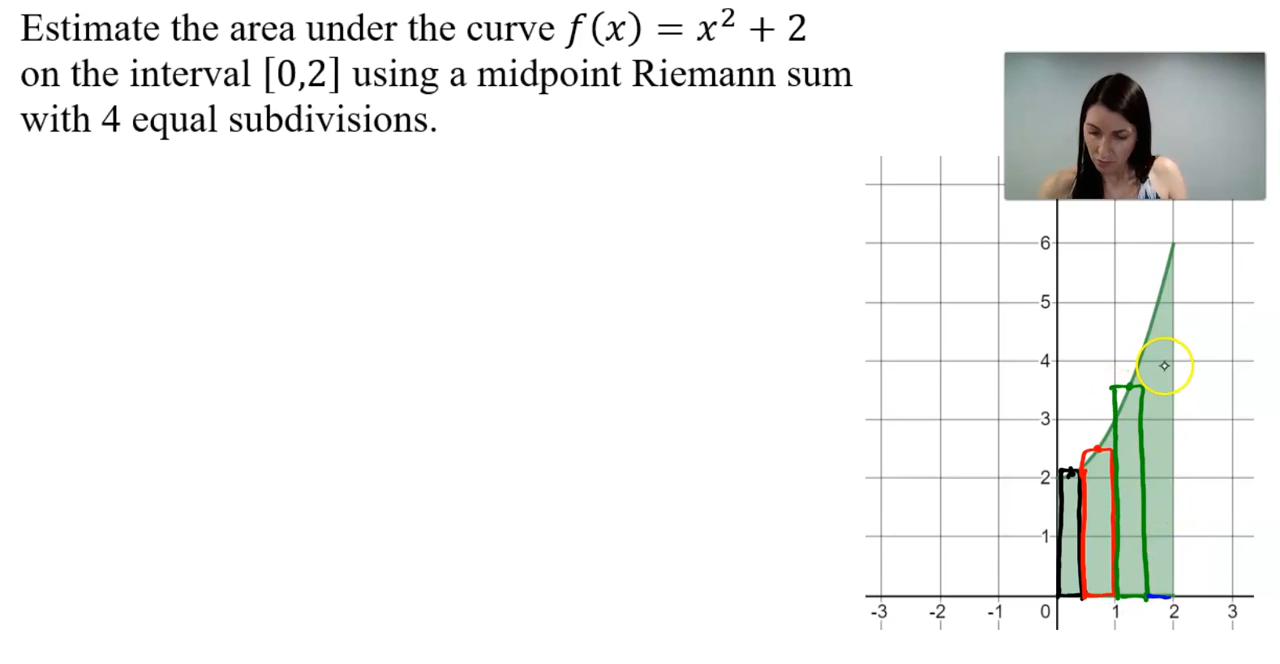 Estimate the area under the curve f(x) = x² + 2
on the interval [0,2] using a midpoint Riemann sum
with 4 equal subdivisions.
6
5
4
3
2
1
-3 -2 -1 0 1 2 3